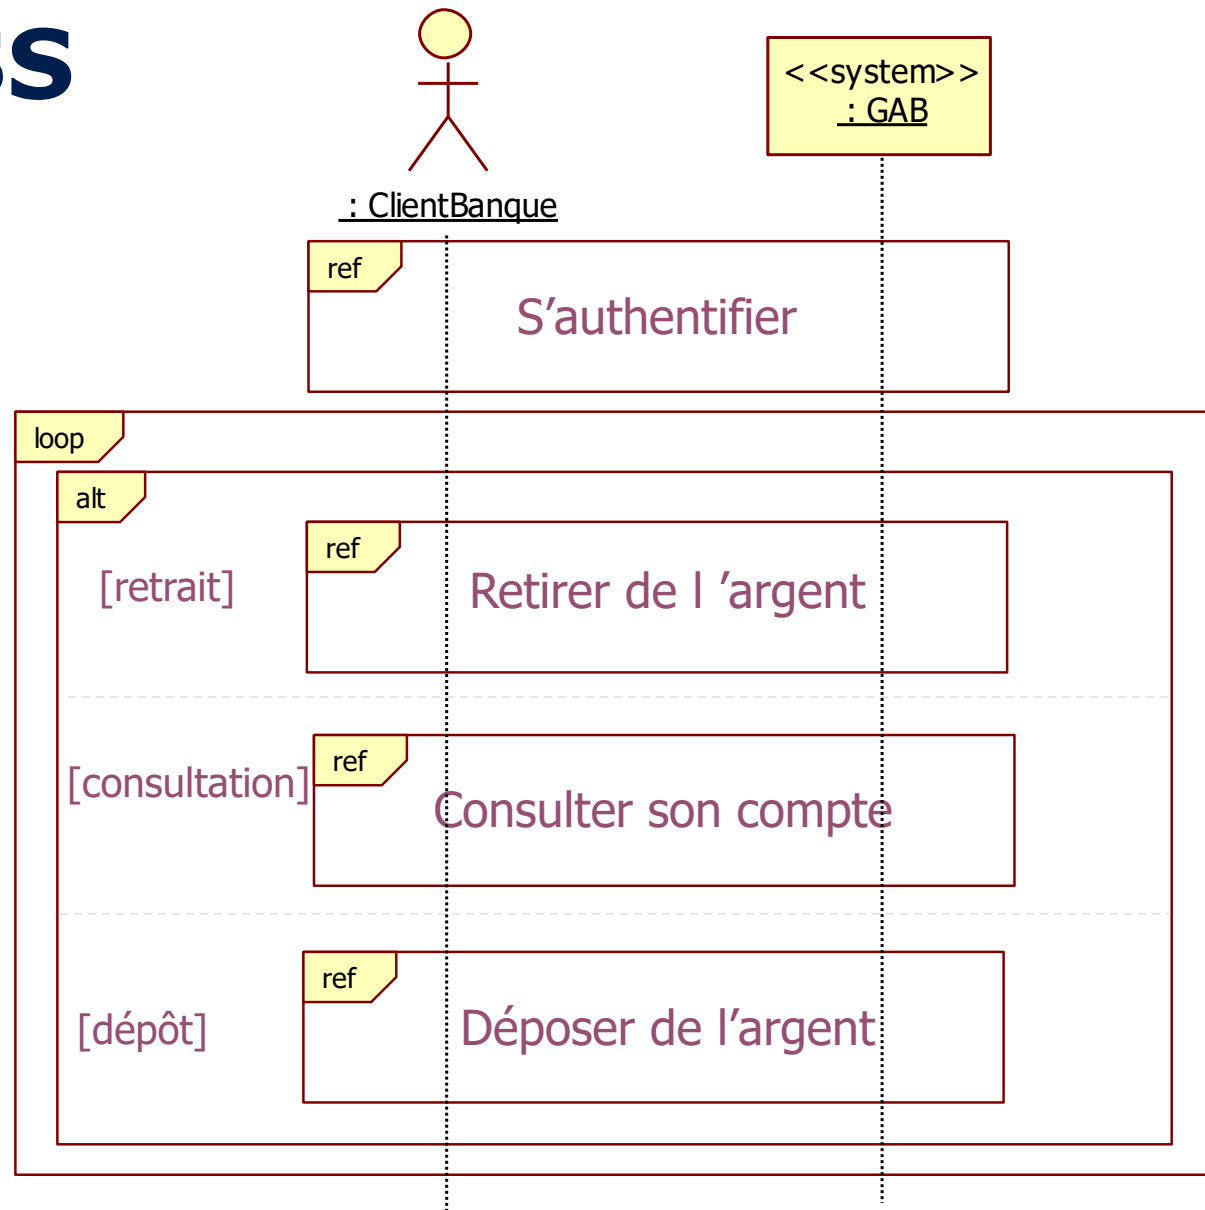 <<system>>
: GAB
: ClientBanque
ref
S’authentifier
loop
alt
ref
[retrait]
Retirer de l ’argent
ref
[consultation]
Consulter son compte
ref
[dépôt]
Déposer de l’argent